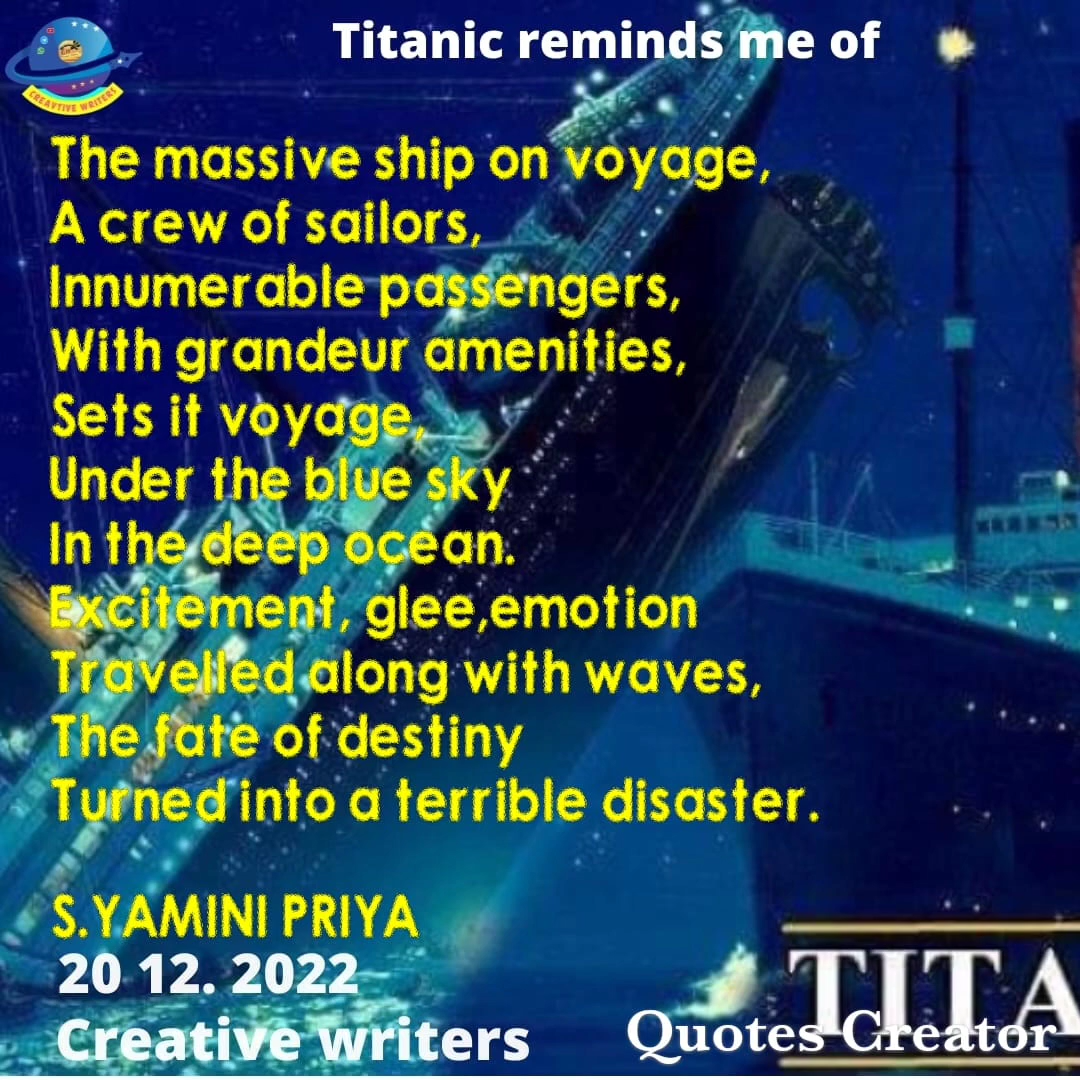 Titanic reminds me of
CREAVTIVE WRITERS
The massive ship on voyage,
A crew of sailors,
Innumerable passengers,
With grandeur amenities,
Sets it voyage,
Under the blue sky
In the deep ocean.
Excitement, glee,emotion
Travelled along with waves,
The fate of destiny
Turned into a terrible disaster.
S.YAMINI PRIYA
20 12. 2022
Creative writers
TITA
Quotes Creator